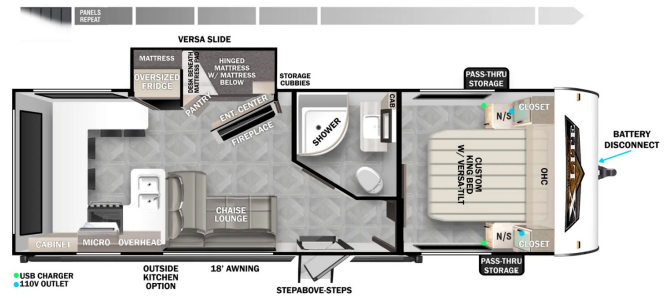 PANELS
REPEAT
VERSA SLIDE
MATTRESS
OVERSIZED
FRIDGE
DESK BENEATH
MATTRESS PAD
HINGED
MATTRESS
W/ MATTRESS
BELOW
STORAGE
CUBBIES
PANTRY
ENT. CENTER
FIREPLACE
SHOWER
CAB
PASS-THRU
STORAGE
CLOSET
N/S
CUSTOM
KING BED
W/ VERSA-TILT
OHC
BATTERY
DISCONNECT
CHAISE
LOUNGE
N/S
CLOSET
CABINET
MICRO
OVERHEAD
PASS-THRU
STORAGE
USB CHARGER
110V OUTLET
OUTSIDE
KITCHEN
OPTION
18' AWNING
STEPABOVE-STEPS